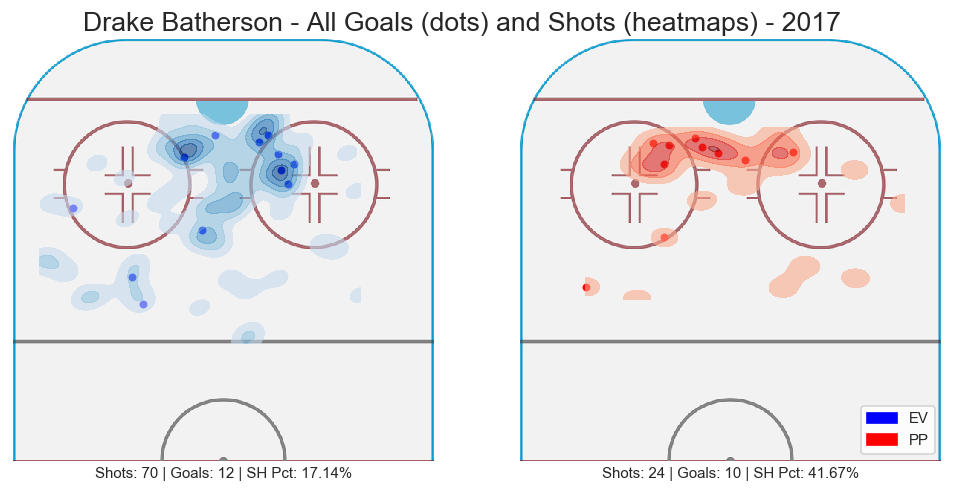 Drake Batherson - All Goals (dots) and Shots (heatmaps) - 2017
EV
PP
Shots: 70 | Goals: 12 | SH Pct: 17.14%
Shots: 24 | Goals: 10 | SH Pct: 41.67%